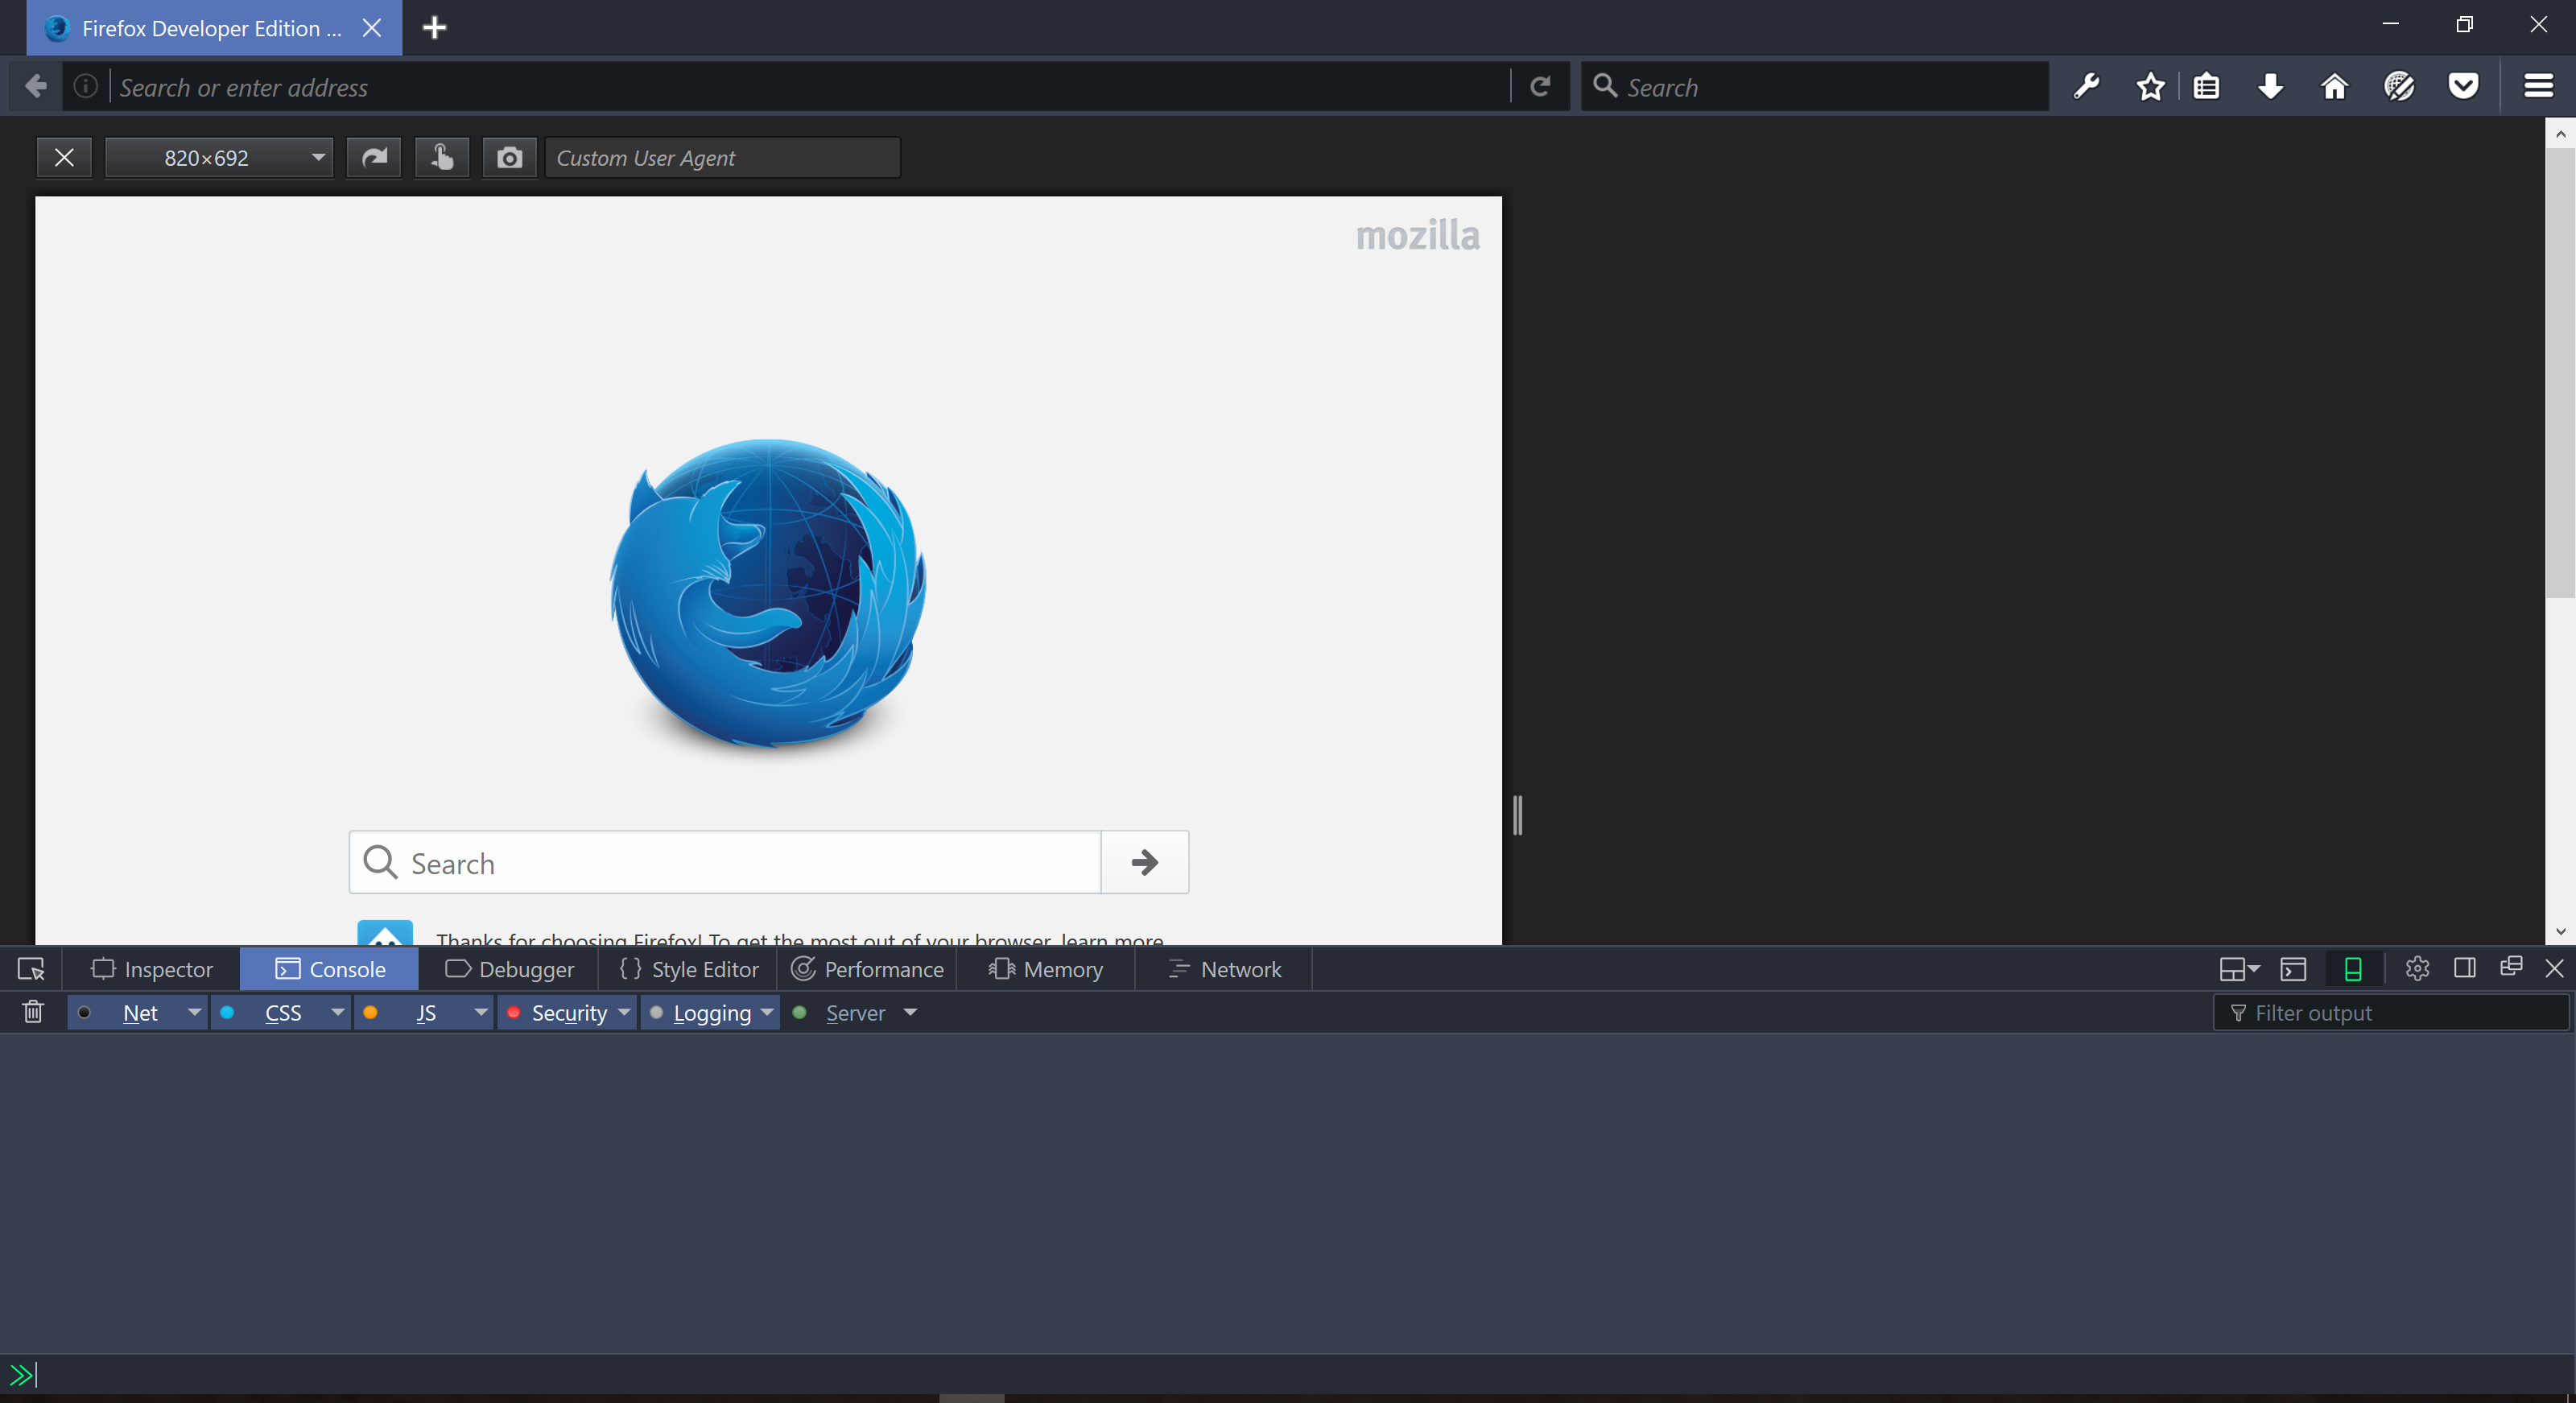 Firefox Developer Edition ...
Search or enter address
Search
820×692
Custom User Agent
mozilla
Search
Thanks for choosing Firefox! To get the most out of your browser, learn more
Inspector
Console
Debugger
Style Editor
Performance
Memory
Network
Net
CSS
JS
Security
Logging
Server
Filter output